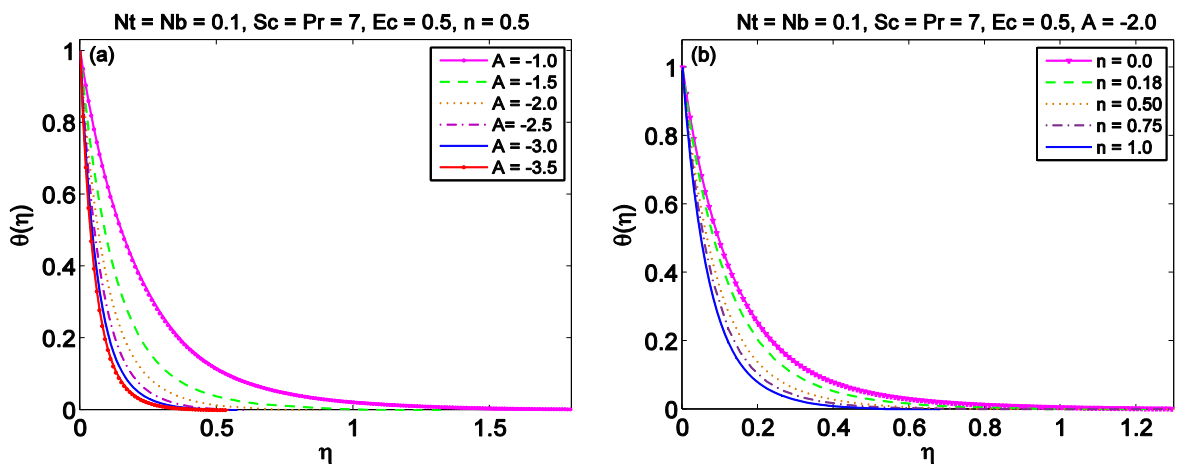 Nt = Nb = 0.1, Sc = Pr = 7, Ec = 0.5, n = 0.5
(a)
A = -1.0
A = -1.5
A = -2.0
A= -2.5
A = -3.0
A = -3.5
1
0.8
0.6
0.4
0.2
0
θ(η)
0 0.5 1 1.5
η
Nt = Nb = 0.1, Sc = Pr = 7, Ec = 0.5, A = -2.0
(b)
n = 0.0
n = 0.18
n = 0.50
n = 0.75
n = 1.0
1
0.8
0.6
0.4
0.2
0
θ(η)
0 0.2 0.4 0.6 0.8 1 1.2
η